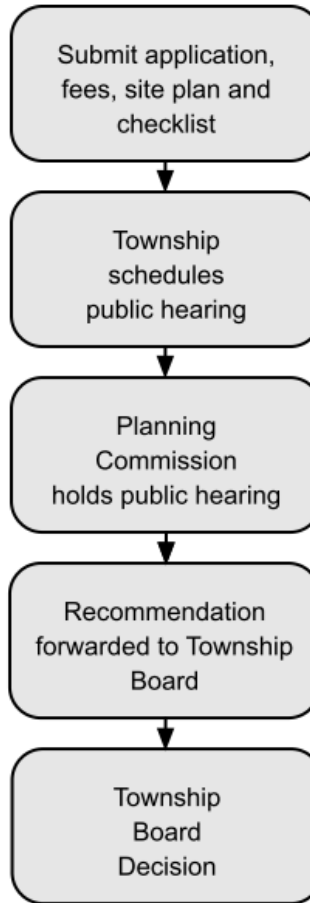 Submit application,
fees, site plan and
checklist
Township
schedules
public hearing
Planning
Commission
holds public hearing
Recommendation
forwarded to Township
Board
Township
Board
Decision